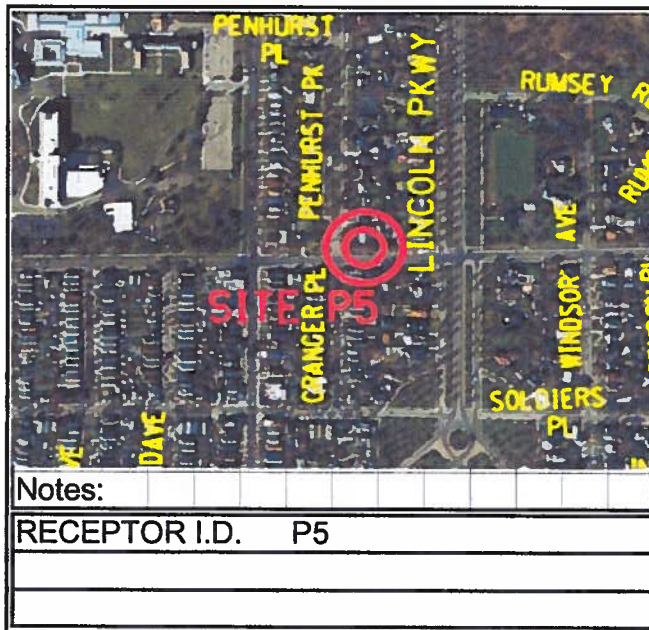 PENHURST
PL
PENHURST PK
LINCOLN PKWY
RUMSEY
WINDSOR AVE
SITE P5
GRANGER PL
SOLDIERS
PL
DAVE
VE
Notes:
RECEPTOR I.D. P5